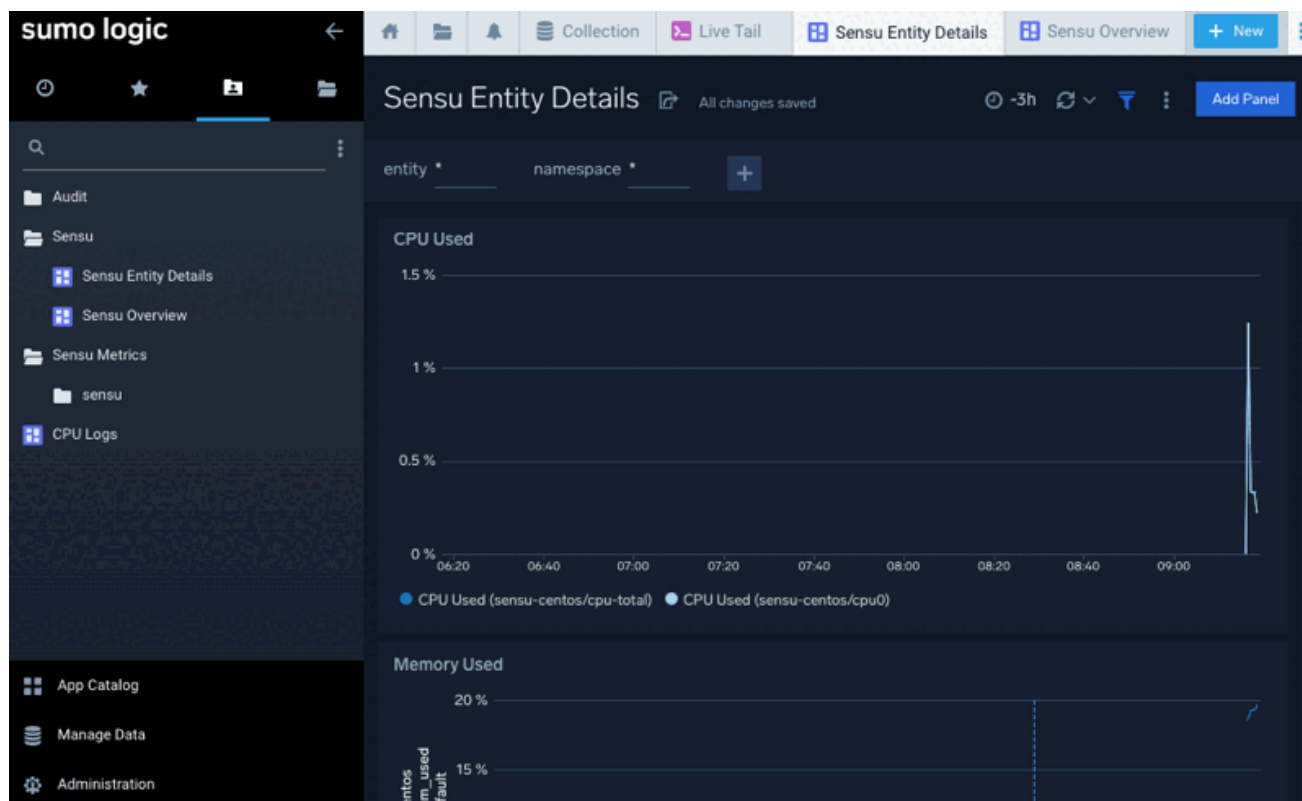 sumo logic
Collection
Live Tail
Sensu Entity Details
Sensu Overview
+ New
Sensu Entity Details
All changes saved
-3h
Add Panel
entity *
namespace *
+
Audit
Sensu
Sensu Entity Details
Sensu Overview
Sensu Metrics
sensu
CPU Logs
App Catalog
Manage Data
Administration
CPU Used
1.5 %
1 %
0.5 %
0 %
06:20 06:40 07:00 07:20 07:40 08:00 08:20 08:40 09:00
CPU Used (sensu-centos/cpu-total) CPU Used (sensu-centos/cpu0)
Memory Used
20 %
15 %